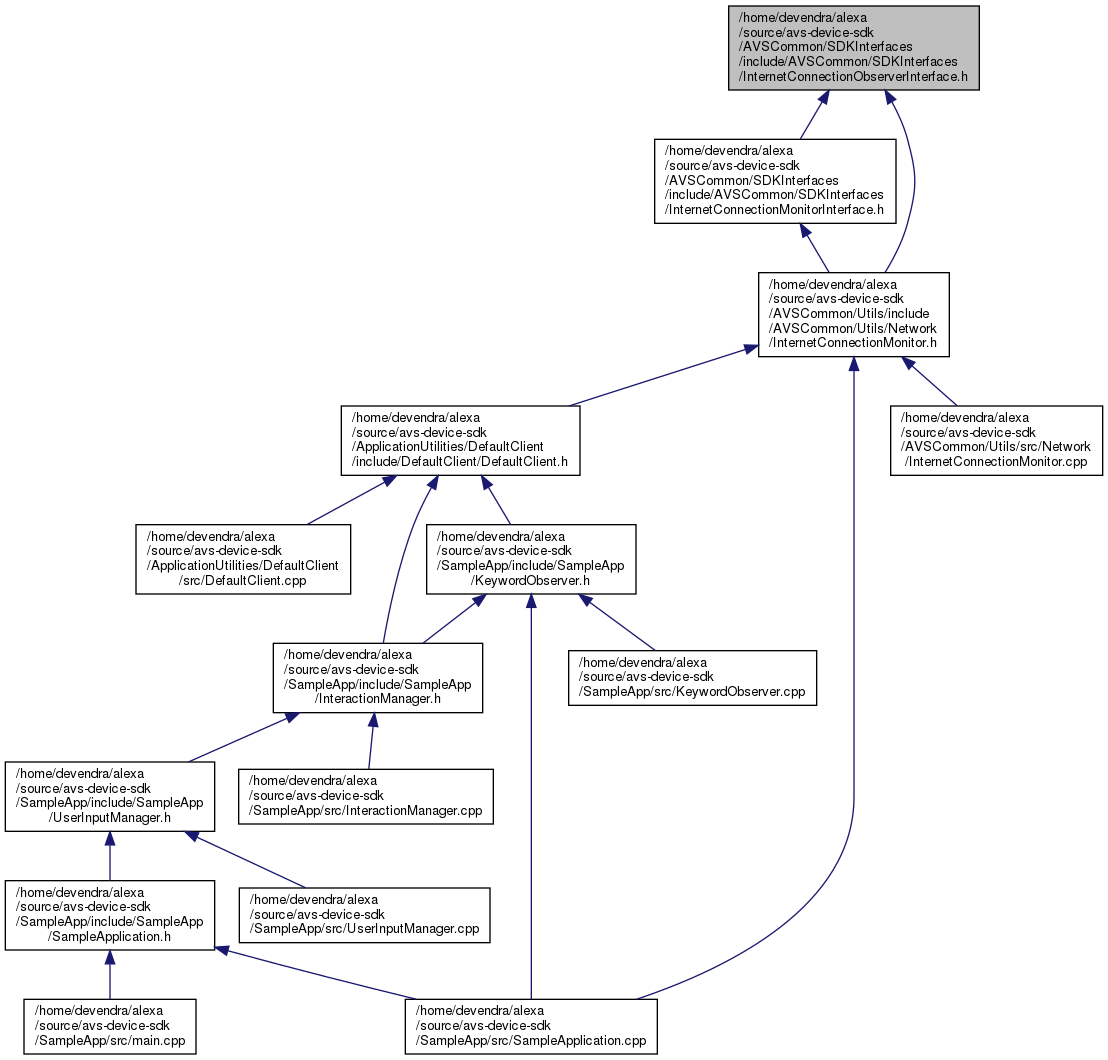 /home/devendra/alexa
/source/avs-device-sdk
/AVSCommon/SDKInterfaces
/include/AVSCommon/SDKInterfaces
/InternetConnectionObserverInterface.h
/home/devendra/alexa
/source/avs-device-sdk
/AVSCommon/SDKInterfaces
/include/AVSCommon/SDKInterfaces
/InternetConnectionMonitorInterface.h
/home/devendra/alexa
/source/avs-device-sdk
/AVSCommon/Utils/include
/AVSCommon/Utils/Network
/InternetConnectionMonitor.h
/home/devendra/alexa
/source/avs-device-sdk
/ApplicationUtilities/DefaultClient
/include/DefaultClient/DefaultClient.h
/home/devendra/alexa
/source/avs-device-sdk
/AVSCommon/Utils/src/Network
/InternetConnectionMonitor.cpp
/home/devendra/alexa
/source/avs-device-sdk
/ApplicationUtilities/DefaultClient
/src/DefaultClient.cpp
/home/devendra/alexa
/source/avs-device-sdk
/SampleApp/include/SampleApp
/KeywordObserver.h
/home/devendra/alexa
/source/avs-device-sdk
/SampleApp/include/SampleApp
/InteractionManager.h
/home/devendra/alexa
/source/avs-device-sdk
/SampleApp/src/KeywordObserver.cpp
/home/devendra/alexa
/source/avs-device-sdk
/SampleApp/include/SampleApp
/UserInputManager.h
/home/devendra/alexa
/source/avs-device-sdk
/SampleApp/src/InteractionManager.cpp
/home/devendra/alexa
/source/avs-device-sdk
/SampleApp/include/SampleApp
/SampleApplication.h
/home/devendra/alexa
/source/avs-device-sdk
/SampleApp/src/UserInputManager.cpp
/home/devendra/alexa
/source/avs-device-sdk
/SampleApp/src/main.cpp
/home/devendra/alexa
/source/avs-device-sdk
/SampleApp/src/SampleApplication.cpp